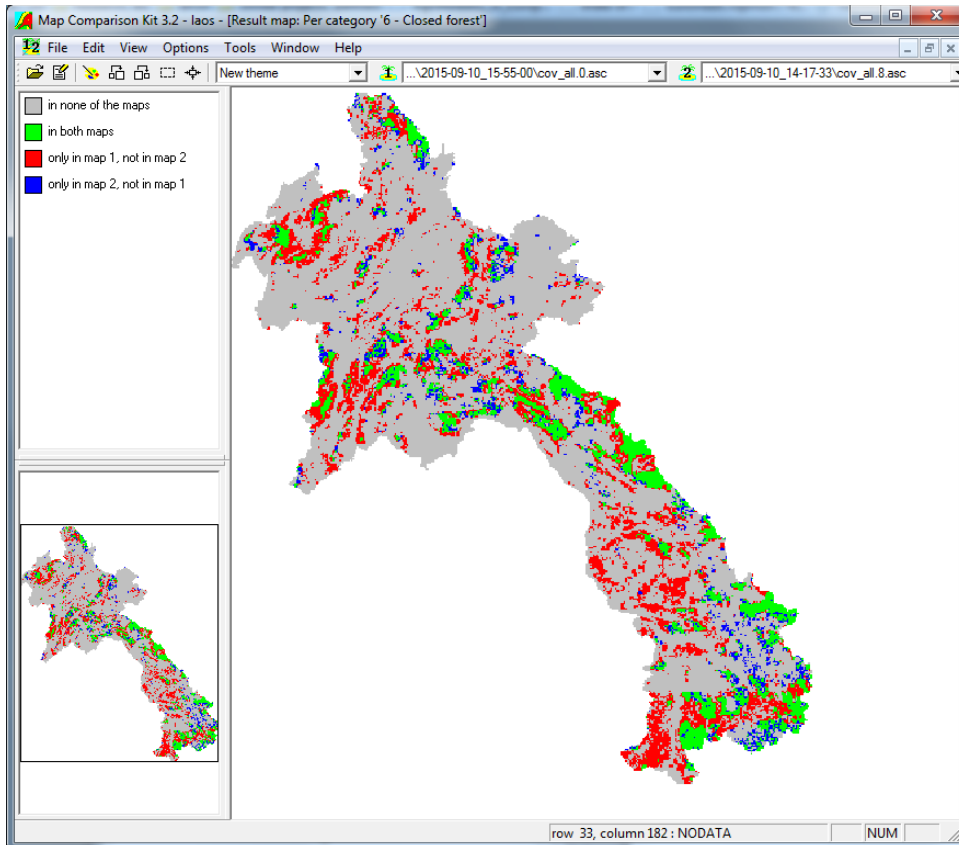 Map Comparison Kit 3.2 - laos - [Result map: Per category '6 - Closed forest']
File Edit View Options Tools Window Help
New theme 1 ...\2015-09-10_15-55-00\cov_all.0.asc 2 ...\2015-09-10_14-17-33\cov_all.8.asc
in none of the maps
in both maps
only in map 1, not in map 2
only in map 2, not in map 1
row 33, column 182 : NODATA NUM